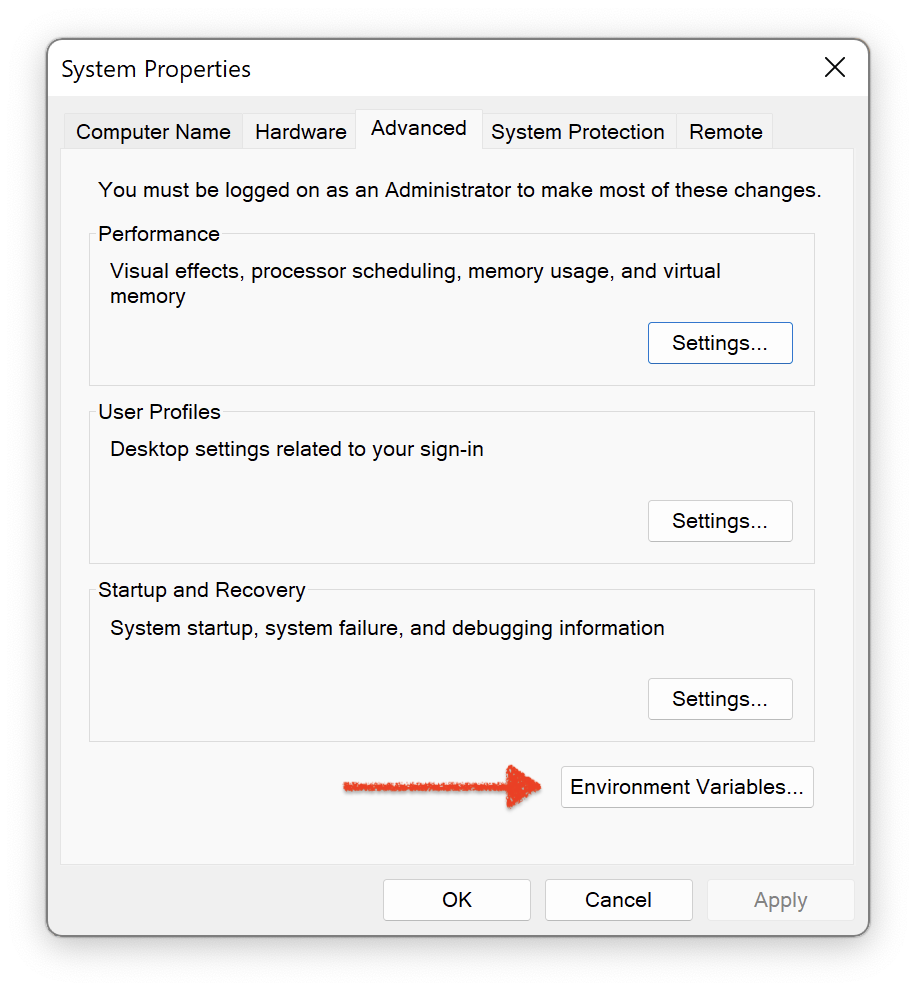 System Properties
Computer Name
Hardware
Advanced
System Protection
Remote
You must be logged on as an Administrator to make most of these changes.
Performance
Visual effects, processor scheduling, memory usage, and virtual
memory
Settings...
User Profiles
Desktop settings related to your sign-in
Settings...
Startup and Recovery
System startup, system failure, and debugging information
Settings...
Environment Variables...
OK
Cancel
Apply